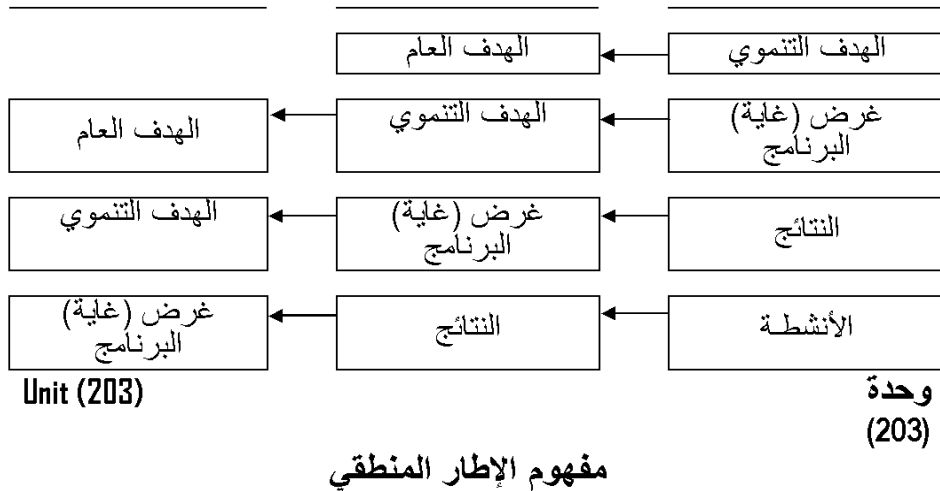 الهدف التنموي
الهدف العام
غرض (غاية)
البرنامج
الهدف التنموي
الهدف العام
النتائج
غرض (غاية)
البرنامج
الهدف التنموي
الأنشطـة
النتائج
غرض (غاية)
البرنامج
وحدة
(203)
Unit (203)
مفهوم الإطار المنطقي